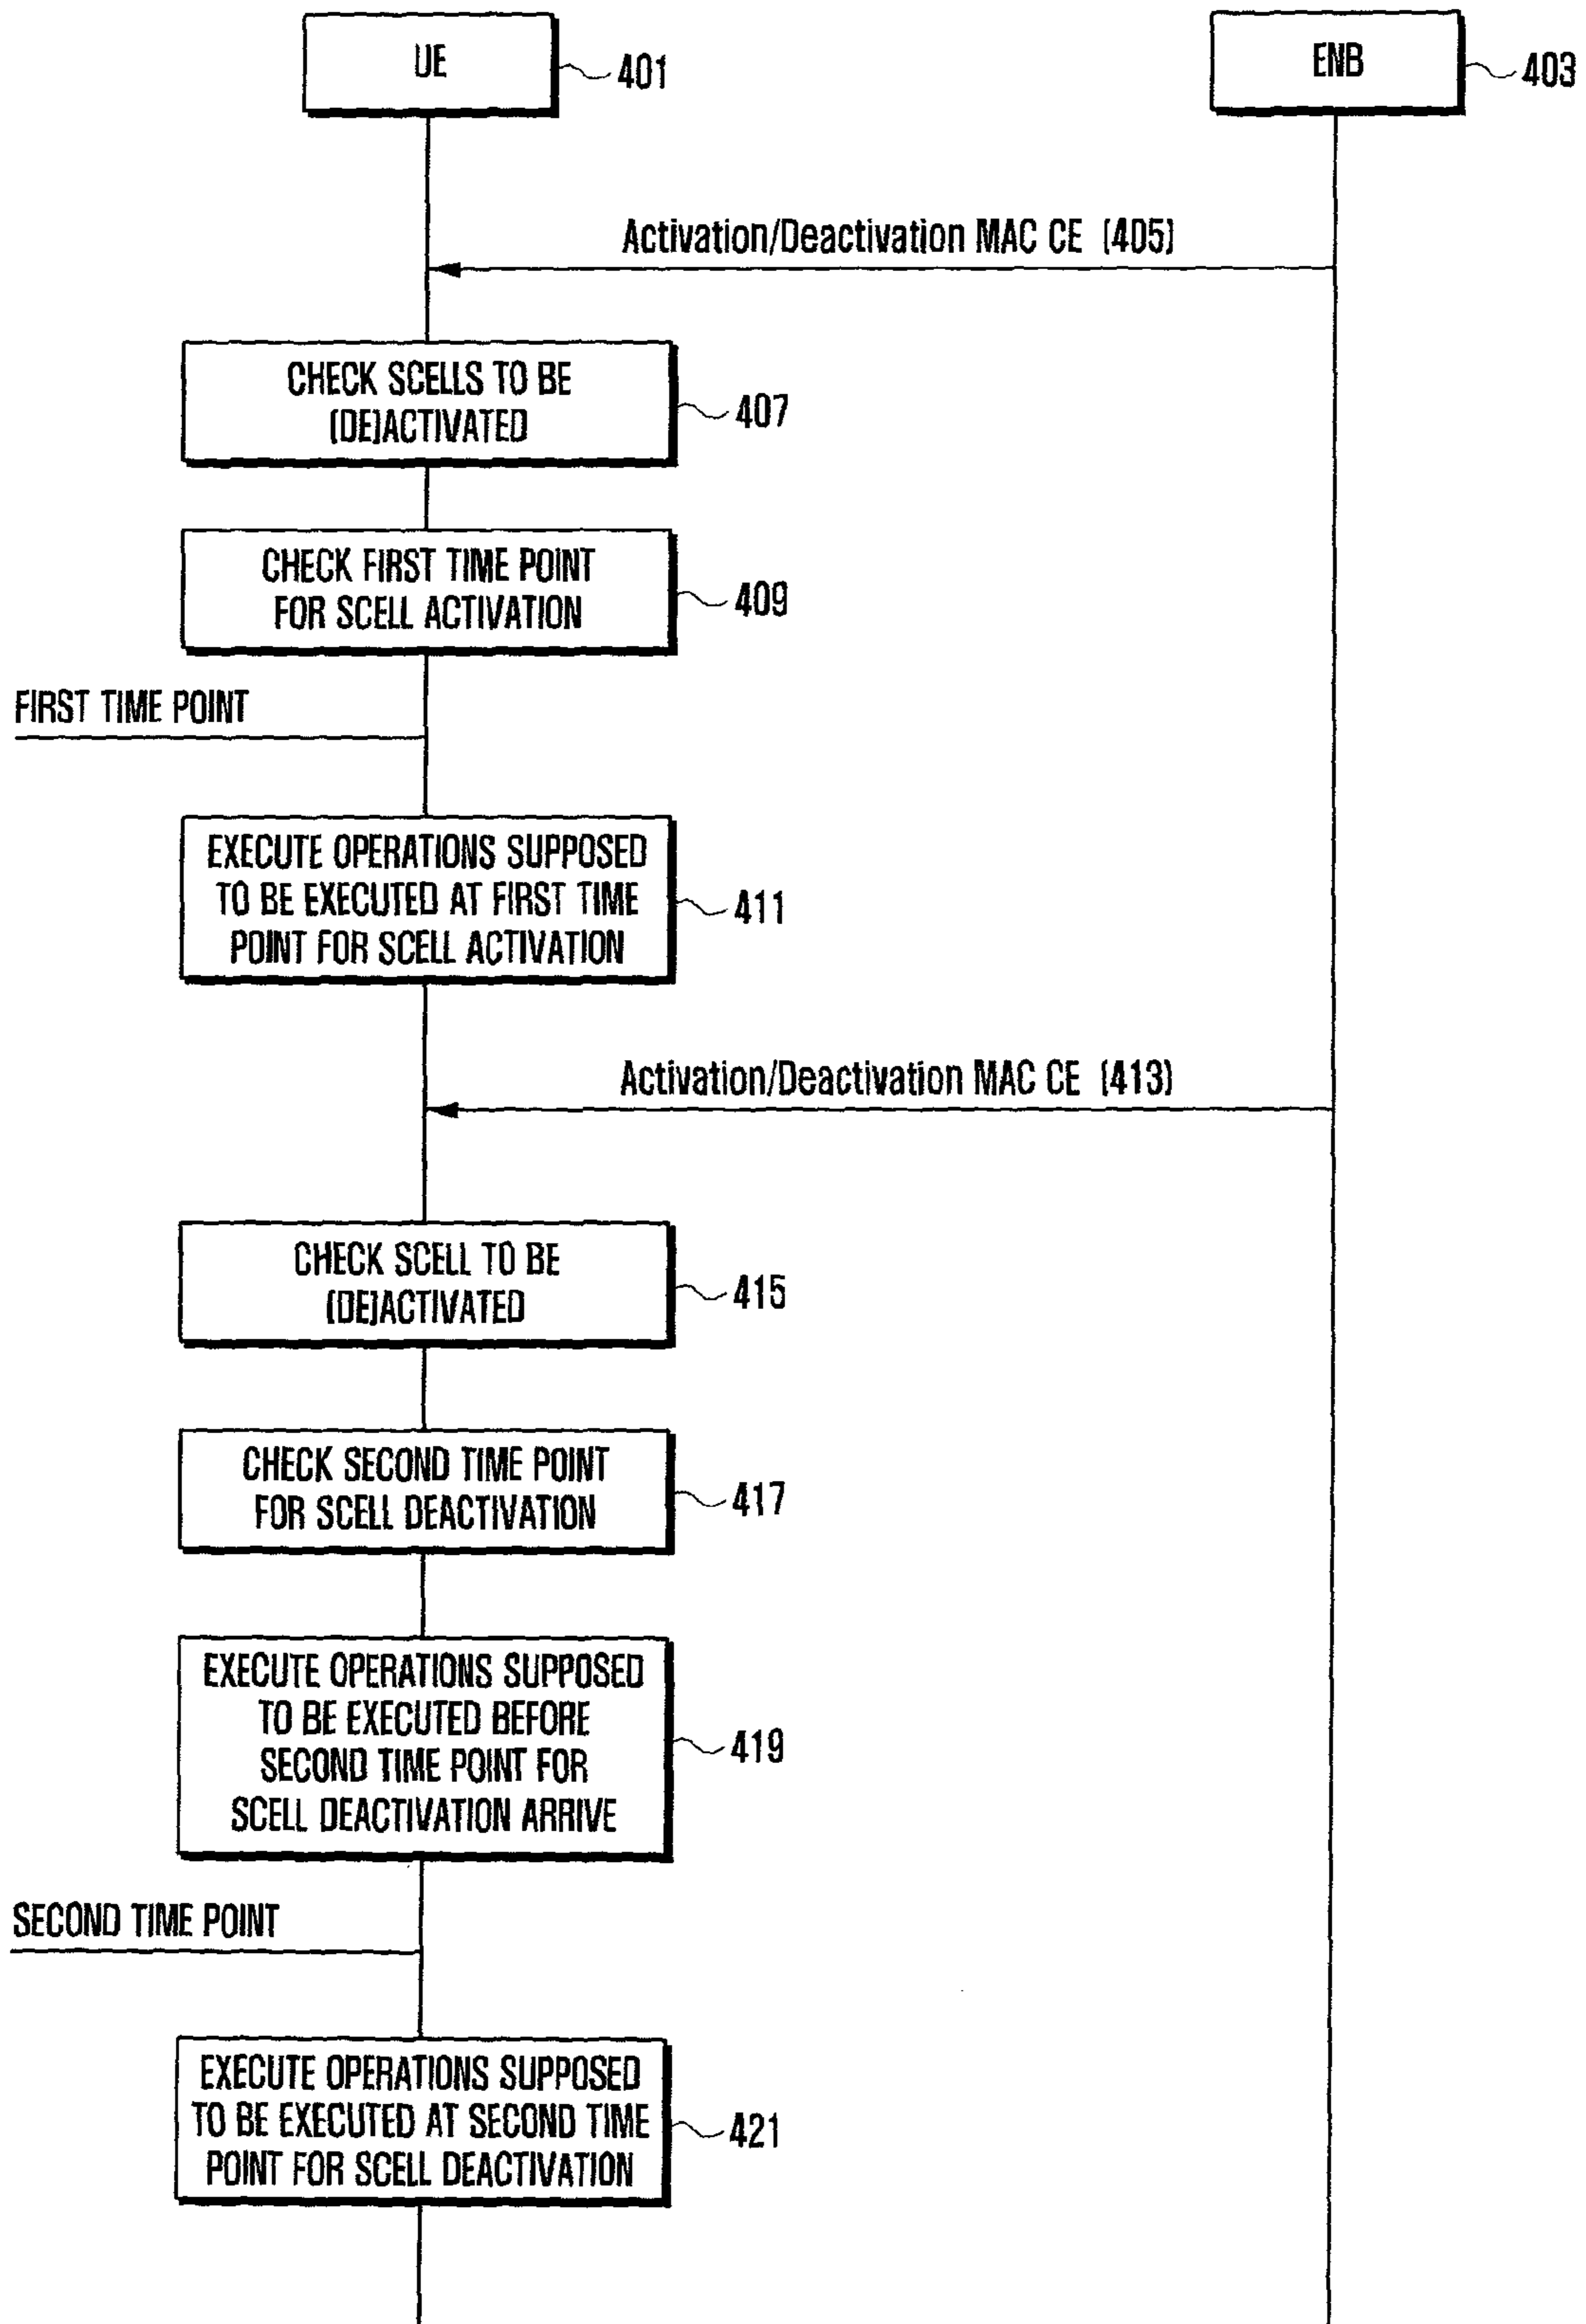 UE
401
ENB
403
Activation/Deactivation MAC CE (405)
CHECK SCELLS TO BE
(DE)ACTIVATED
407
CHECK FIRST TIME POINT
FOR SCELL ACTIVATION
409
FIRST TIME POINT
EXECUTE OPERATIONS SUPPOSED
TO BE EXECUTED AT FIRST TIME
POINT FOR SCELL ACTIVATION
411
Activation/Deactivation MAC CE (413)
CHECK SCELL TO BE
(DE)ACTIVATED
415
CHECK SECOND TIME POINT
FOR SCELL DEACTIVATION
417
EXECUTE OPERATIONS SUPPOSED
TO BE EXECUTED BEFORE
SECOND TIME POINT FOR
SCELL DEACTIVATION ARRIVE
419
SECOND TIME POINT
EXECUTE OPERATIONS SUPPOSED
TO BE EXECUTED AT SECOND TIME
POINT FOR SCELL DEACTIVATION
421